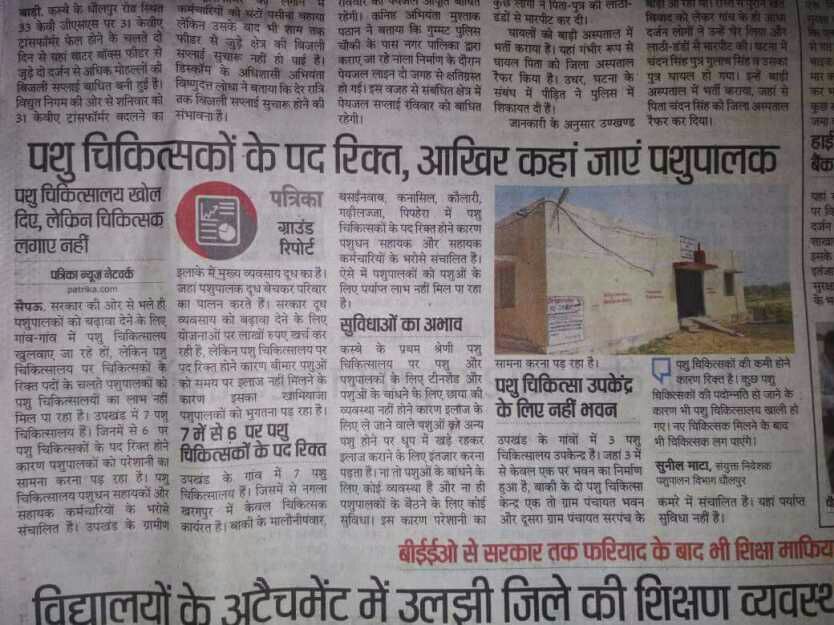 बाड़ी. कस्बे के धौलपुर रोड स्थित
33 केवी जीएसएस पर 31 केवीए
ट्रांसफॉर्मर फेल होने के चलते दो
दिन से यहां वाटर बॉक्स फीडर से
जुड़े दो दर्जन से अधिक मोहल्लों की
बिजली सप्लाई बाधित बनी हुई है।
विद्युत निगम की ओर से शनिवार को
31 केवीए ट्रांसफॉर्मर बदलने का
कर्मचारियों को घंटों पसीना बहाया
लेकिन उसके बाद भी शाम तक
फीडर से जुड़े क्षेत्र की बिजली
सप्लाई सुचारू नहीं हो पाई है।
डिस्कॉम के अधिशासी अभियंता
विष्णुदत्त लोधा ने बताया कि देर रात्रि
तक बिजली सप्लाई सुचारू होने की
संभावना है।
रहेगी। कनिष्ठ अभियंता मुश्ताक
पठान ने बताया कि गुम्मट पुलिस
चौकी के पास नगर पालिका द्वारा
कराए जा रहे नाला निर्माण के दौरान
पेयजल लाइन दो जगह से क्षतिग्रस्त
हो गई। इस वजह से संबंधित क्षेत्र में
पेयजल सप्लाई रविवार को बाधित
रहेगी।
कुछ लोगों ने पिता-पुत्र की लाठी-
डंडों से मारपीट कर दी।
घायलों को बाड़ी अस्पताल में
भर्ती कराया है। यहां गंभीर रूप से
घायल पिता को जिला अस्पताल
रैफर किया है। उधर, घटना के
संबंध में पीड़ित ने पुलिस में
शिकायत दी है।
जानकारी के अनुसार उपखण्ड
विवाद को लेकर गांव के ही आधा
दर्जन लोगों ने उन्हें घेर लिया और
लाठी-डंडों से मारपीट की। घटना में
चंदन सिंह पुत्र गुलाब सिंह व उसका
पुत्र घायल हो गया। इन्हें बाड़ी
अस्पताल में भर्ती कराया, जहां से
पिता चंदन सिंह को जिला अस्पताल
रैफर कर दिया।
पशु चिकित्सकों के पद रिक्त, आखिर कहां जाएं पशुपालक
पशु चिकित्सालय खोल
दिए, लेकिन चिकित्सक
लगाए नहीं
पत्रिका
ग्राउंड
रिपोर्ट
पत्रिका न्यूज नेटवर्क
patrika.com
सैपऊ. सरकार की ओर से भले ही
पशुपालकों को बढ़ावा देने के लिए
गांव-गांव में पशु चिकित्सालय
खुलवाए जा रहे हों, लेकिन पशु
चिकित्सालय पर चिकित्सकों के
रिक्त पदों के चलते पशुपालकों को
पशु चिकित्सालयों का लाभ नहीं
मिल पा रहा है। उपखंड में 7 पशु
चिकित्सालय हैं। जिनमें से 6 पर
पशु चिकित्सकों के पद रिक्त होने
कारण पशुपालकों को परेशानी का
सामना करना पड़ रहा है। पशु
चिकित्सालय पशुधन सहायकों और
सहायक कर्मचारियों के भरोसे
संचालित है। उपखंड के ग्रामीण
इलाके में मुख्य व्यवसाय दूध का है।
जहां पशुपालक दूध बेचकर परिवार
का पालन करते हैं। सरकार दूध
व्यवसाय को बढ़ावा देने के लिए
योजनाओं पर लाखों रुपए खर्च कर
रही है, लेकिन पशु चिकित्सालय पर
पद रिक्त होने कारण बीमार पशुओं
को समय पर इलाज नहीं मिलने के
कारण इसका खामियाजा
पशुपालकों को भुगतना पड़ रहा है।
7 में से 6 पर पशु
चिकित्सकों के पद रिक्त
उपखंड के गांव में 7 पशु
चिकित्सालय हैं। जिसमें से नगला
खरगपुर में केवल चिकित्सक
कार्यरत है। बाकी के मालौनीपंवार,
बसईनवाब, कनासिल, कौलारी,
गढ़ीलज्जा, पिपहेरा में पशु
चिकित्सकों के पद रिक्त होने कारण
पशुधन सहायक और सहायक
कर्मचारियों के भरोसे संचालित हैं।
ऐसे में पशुपालकों को पशुओं के
लिए पर्याप्त लाभ नहीं मिल पा रहा
है।
सुविधाओं का अभाव
कस्बे के प्रथम श्रेणी पशु
चिकित्सालय पर पशु और
पशुपालकों के लिए टीनशैड और
पशुओं के बांधने के लिए छाया की
व्यवस्था नहीं होने कारण इलाज के
लिए ले जाने वाले पशुओं को अन्य
पशु होने पर धूप में खड़े रहकर
इलाज कराने के लिए इंतजार करना
पड़ता है। ना तो पशुओं के बांधने के
लिए कोई व्यवस्था है और ना ही
पशुपालकों के बैठने के लिए कोई
सुविधा। इस कारण परेशानी का
सामना करना पड़ रहा है।
पशु चिकित्सा उपकेंद्र
के लिए नहीं भवन
उपखंड के गांवों में 3 पशु
चिकित्सालय उपकेन्द्र हैं। जहां 3 में
से केवल एक पर भवन का निर्माण
हुआ है, बाकी के दो पशु चिकित्सा
केन्द्र एक तो ग्राम पंचायत भवन
और दूसरा ग्राम पंचायत सरपंच के
पशु चिकित्सकों की कमी होने
कारण रिक्त है। कुछ पशु
चिकित्सकों की पदोन्नति हो जाने के
कारण भी पशु चिकित्सालय खाली हो
गए। नए चिकित्सक मिलने के बाद
भी चिकित्सक लग पाएंगे।
सुनील माटा, संयुक्त निदेशक
पशुपालन विभाग धौलपुर
कमरे में संचालित है। यहां पर्याप्त
सुविधा नहीं है।
बीईईओ से सरकार तक फरियाद के बाद भी शिक्षा माफिय
विद्यालयों के अटैचमेंट में उलझी जिले की शिक्षण व्यवस्थ